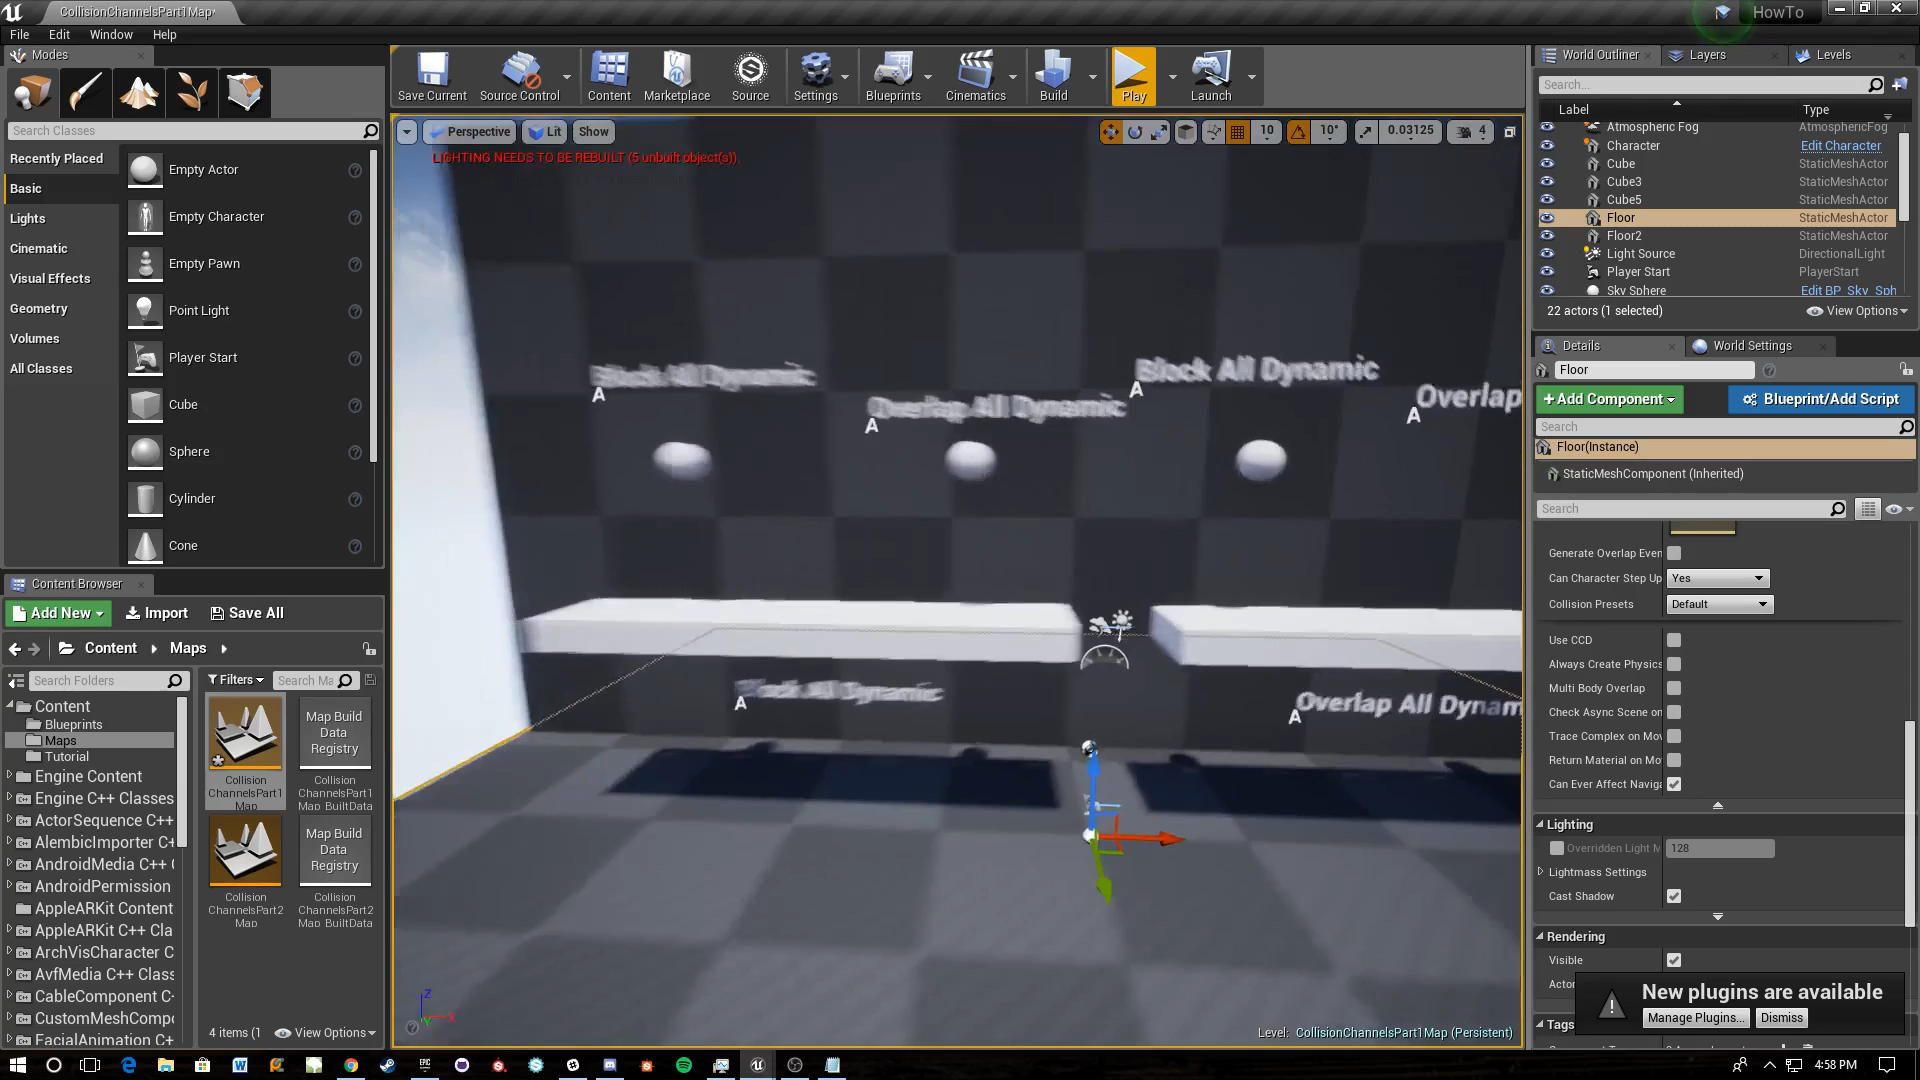 CollisionChannelsPart1Map*
HowTo
File Edit Window Help
Modes
Search Classes
Recently Placed
Basic
Lights
Cinematic
Visual Effects
Geometry
Volumes
All Classes
Empty Actor
Empty Character
Empty Pawn
Point Light
Player Start
Cube
Sphere
Cylinder
Cone
Save Current
Source Control
Content
Marketplace
Source
Settings
Blueprints
Cinematics
Build
Play
Launch
Perspective Lit Show
10 10° 0.03125 4
LIGHTING NEEDS TO BE REBUILT (5 unbuilt object(s))
Block All Dynamic
A
Overlap All Dynamic
A
Block All Dynamic
A
Overlap
A
Block All Dynamic
A
Overlap All Dynam
A
Z
X
Y
Level: CollisionChannelsPart1Map (Persistent)
Content Browser
Add New Import Save All
Content Maps
Search Folders
Filters Search Ma
Content
Blueprints
Maps
Tutorial
Engine Content
Engine C++ Classes
ActorSequence C++
AlembicImporter C+
AndroidMedia C++ (
AndroidPermission
AppleARKit Content
AppleARKit C++ Cla
ArchVisCharacter C
AvfMedia C++ Class
CableComponent C+
CustomMeshCompo
FacialAnimation C+
Collision
ChannelsPart1
Map
Map Build
Data
Registry
Collision
ChannelsPart1
Map_BuiltData
Collision
ChannelsPart2
Map
Map Build
Data
Registry
Collision
ChannelsPart2
Map_BuiltData
4 items (1 View Options
World Outliner Layers Levels
Search...
Label Type
Atmospheric Fog AtmosphericFog
Character Edit Character
Cube StaticMeshActor
Cube3 StaticMeshActor
Cube5 StaticMeshActor
Floor StaticMeshActor
Floor2 StaticMeshActor
Light Source DirectionalLight
Player Start PlayerStart
Sky Sphere Edit BP_Sky_Sph
22 actors (1 selected) View Options
Details World Settings
Floor
+Add Component Blueprint/Add Script
Search
Floor(Instance)
StaticMeshComponent (Inherited)
Search
Generate Overlap Even
Can Character Step Up Yes
Collision Presets Default
Use CCD
Always Create Physics
Multi Body Overlap
Check Async Scene on
Trace Complex on Mov
Return Material on Mo
Can Ever Affect Naviga
Lighting
Overridden Light M 128
Lightmass Settings
Cast Shadow
Rendering
Visible
Actor
Tags
New plugins are available
Manage Plugins... Dismiss
4:58 PM